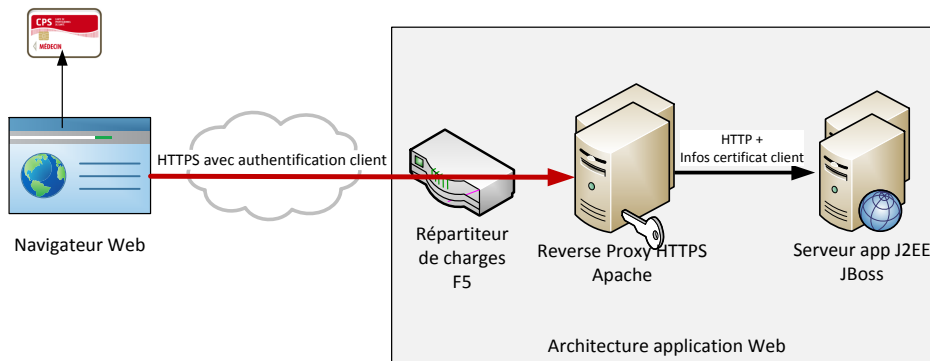 CPS
MÉDECIN
HTTPS avec authentification client
HTTP +
Infos certificat client
Navigateur Web
Répartiteur
de charges
F5
Reverse Proxy HTTPS
Apache
Serveur app J2EE
JBoss
Architecture application Web